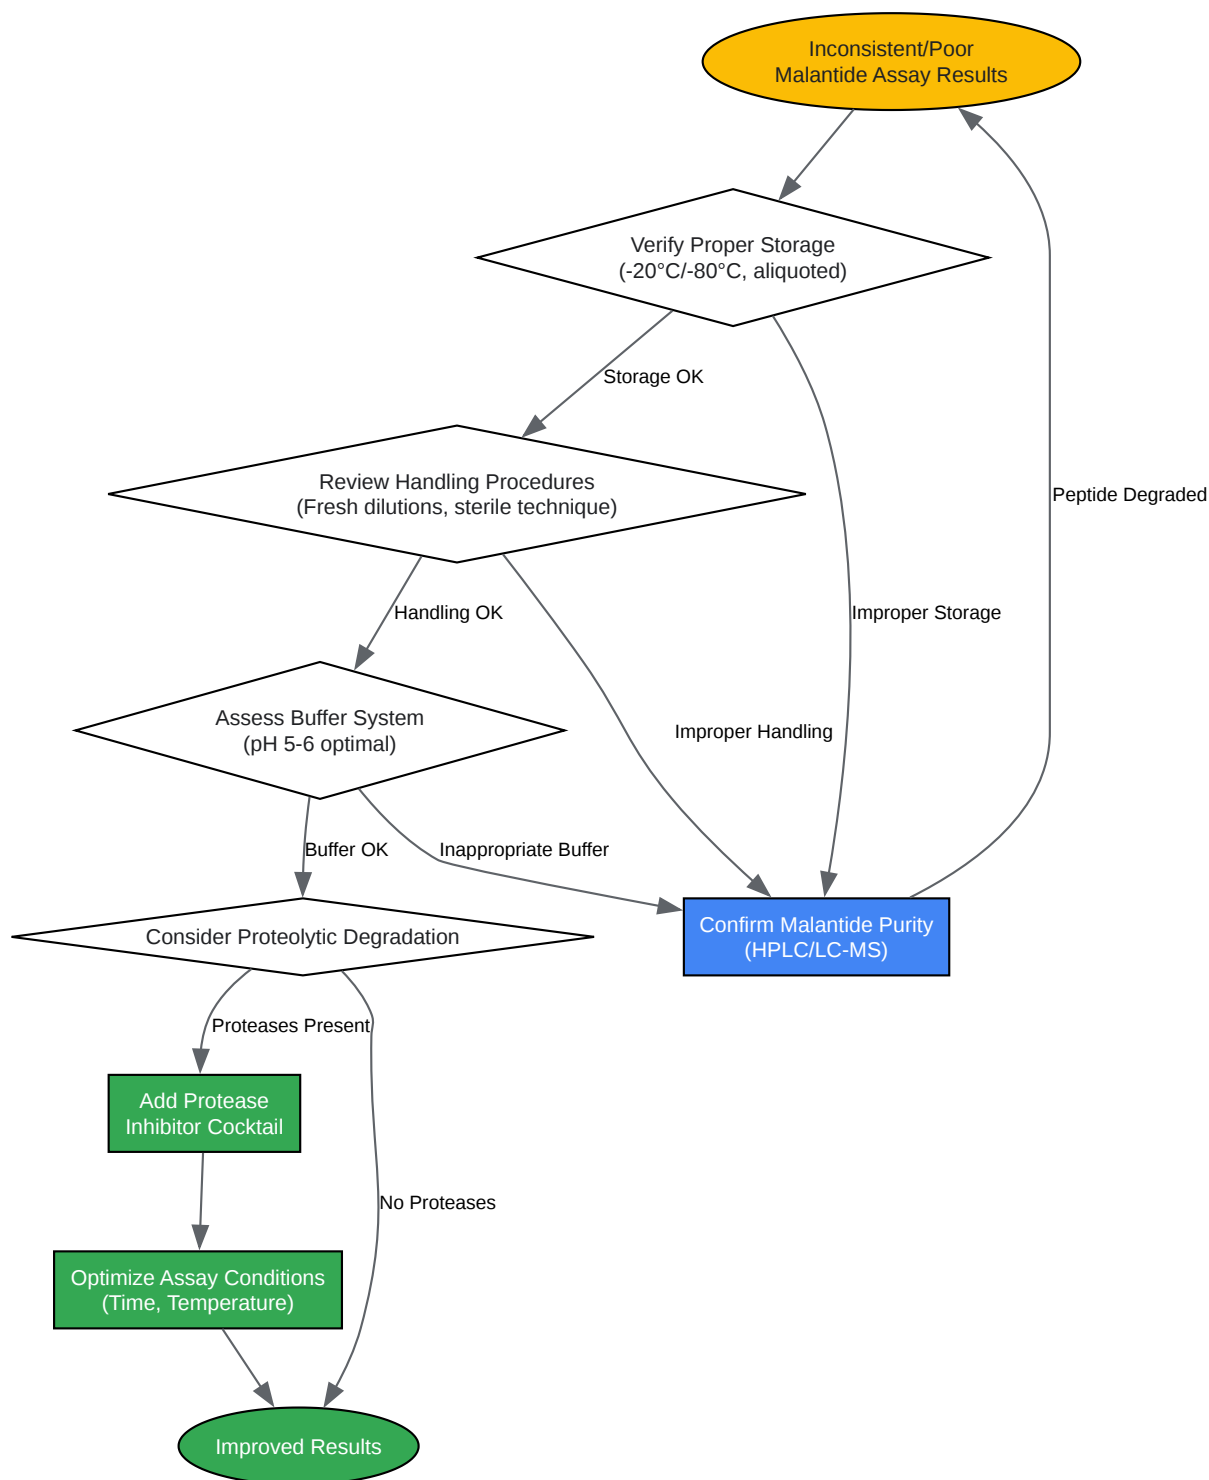 Inconsistent/Poor
Malantide Assay Results
Verify Proper Storage
(-20°C/-80°C, aliquoted)
Storage OK
Review Handling Procedures
(Fresh dilutions, sterile technique)
Peptide Degraded
Handling OK
Improper Storage
Assess Buffer System
(pH 5-6 optimal)
Improper Handling
Buffer OK
Inappropriate Buffer
Consider Proteolytic Degradation
Confirm Malantide Purity
(HPLC/LC-MS)
Proteases Present
Add Protease
Inhibitor Cocktail
No Proteases
Optimize Assay Conditions
(Time, Temperature)
Improved Results